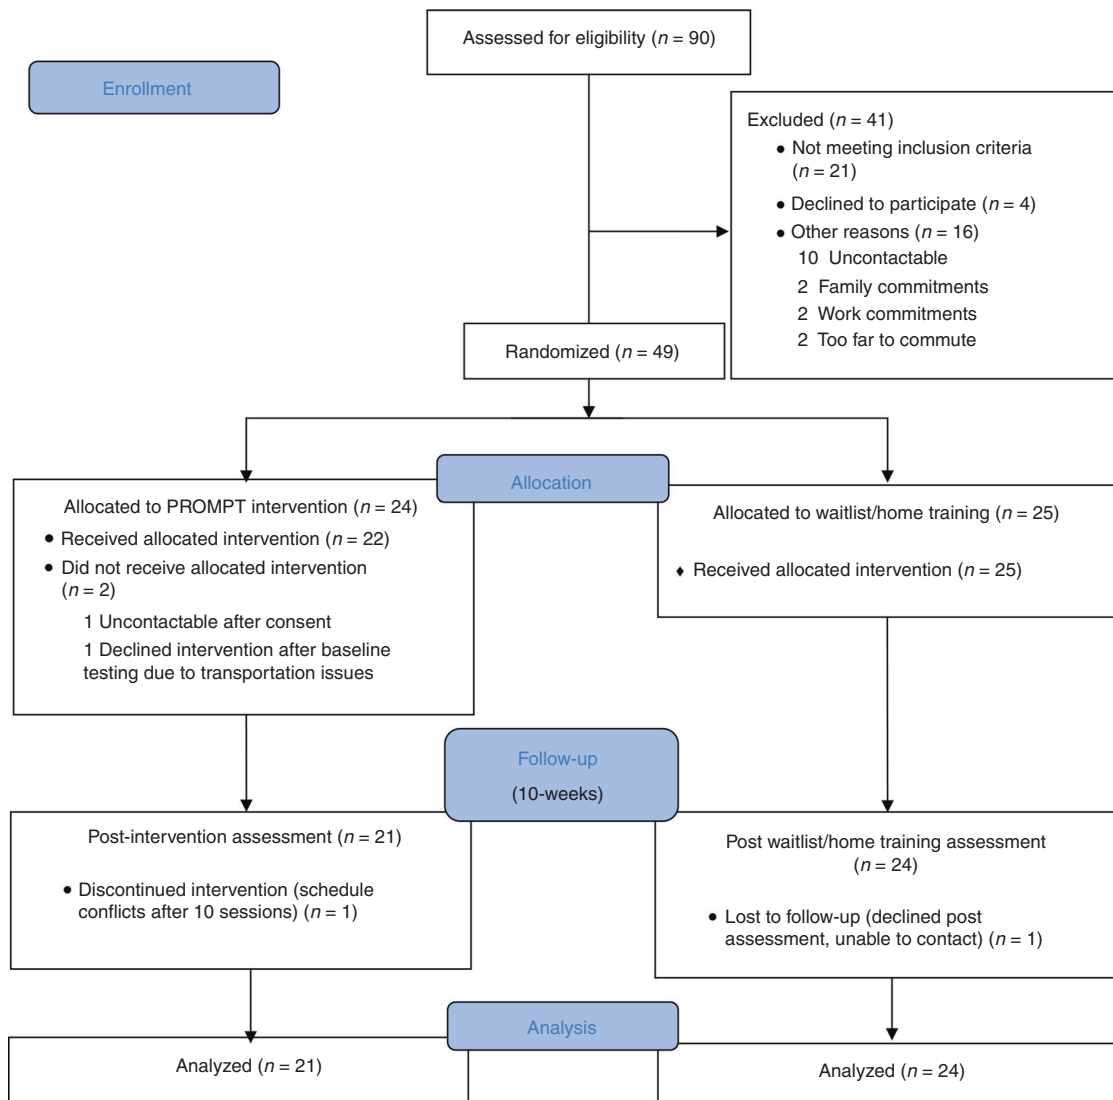 Assessed for eligibility (n = 90)
Enrollment
Excluded (n = 41)
● Not meeting inclusion criteria
(n = 21)
● Declined to participate (n = 4)
● Other reasons (n = 16)
10 Uncontactable
2 Family commitments
2 Work commitments
2 Too far to commute
Randomized (n = 49)
Allocation
Allocated to PROMPT intervention (n = 24)
● Received allocated intervention (n = 22)
● Did not receive allocated intervention
(n = 2)
1 Uncontactable after consent
1 Declined intervention after baseline
testing due to transportation issues
Allocated to waitlist/home training (n = 25)
♦ Received allocated intervention (n = 25)
Follow-up
(10-weeks)
Post-intervention assessment (n = 21)
● Discontinued intervention (schedule
conflicts after 10 sessions) (n = 1)
Post waitlist/home training assessment
(n = 24)
● Lost to follow-up (declined post
assessment, unable to contact) (n = 1)
Analysis
Analyzed (n = 21)
Analyzed (n = 24)